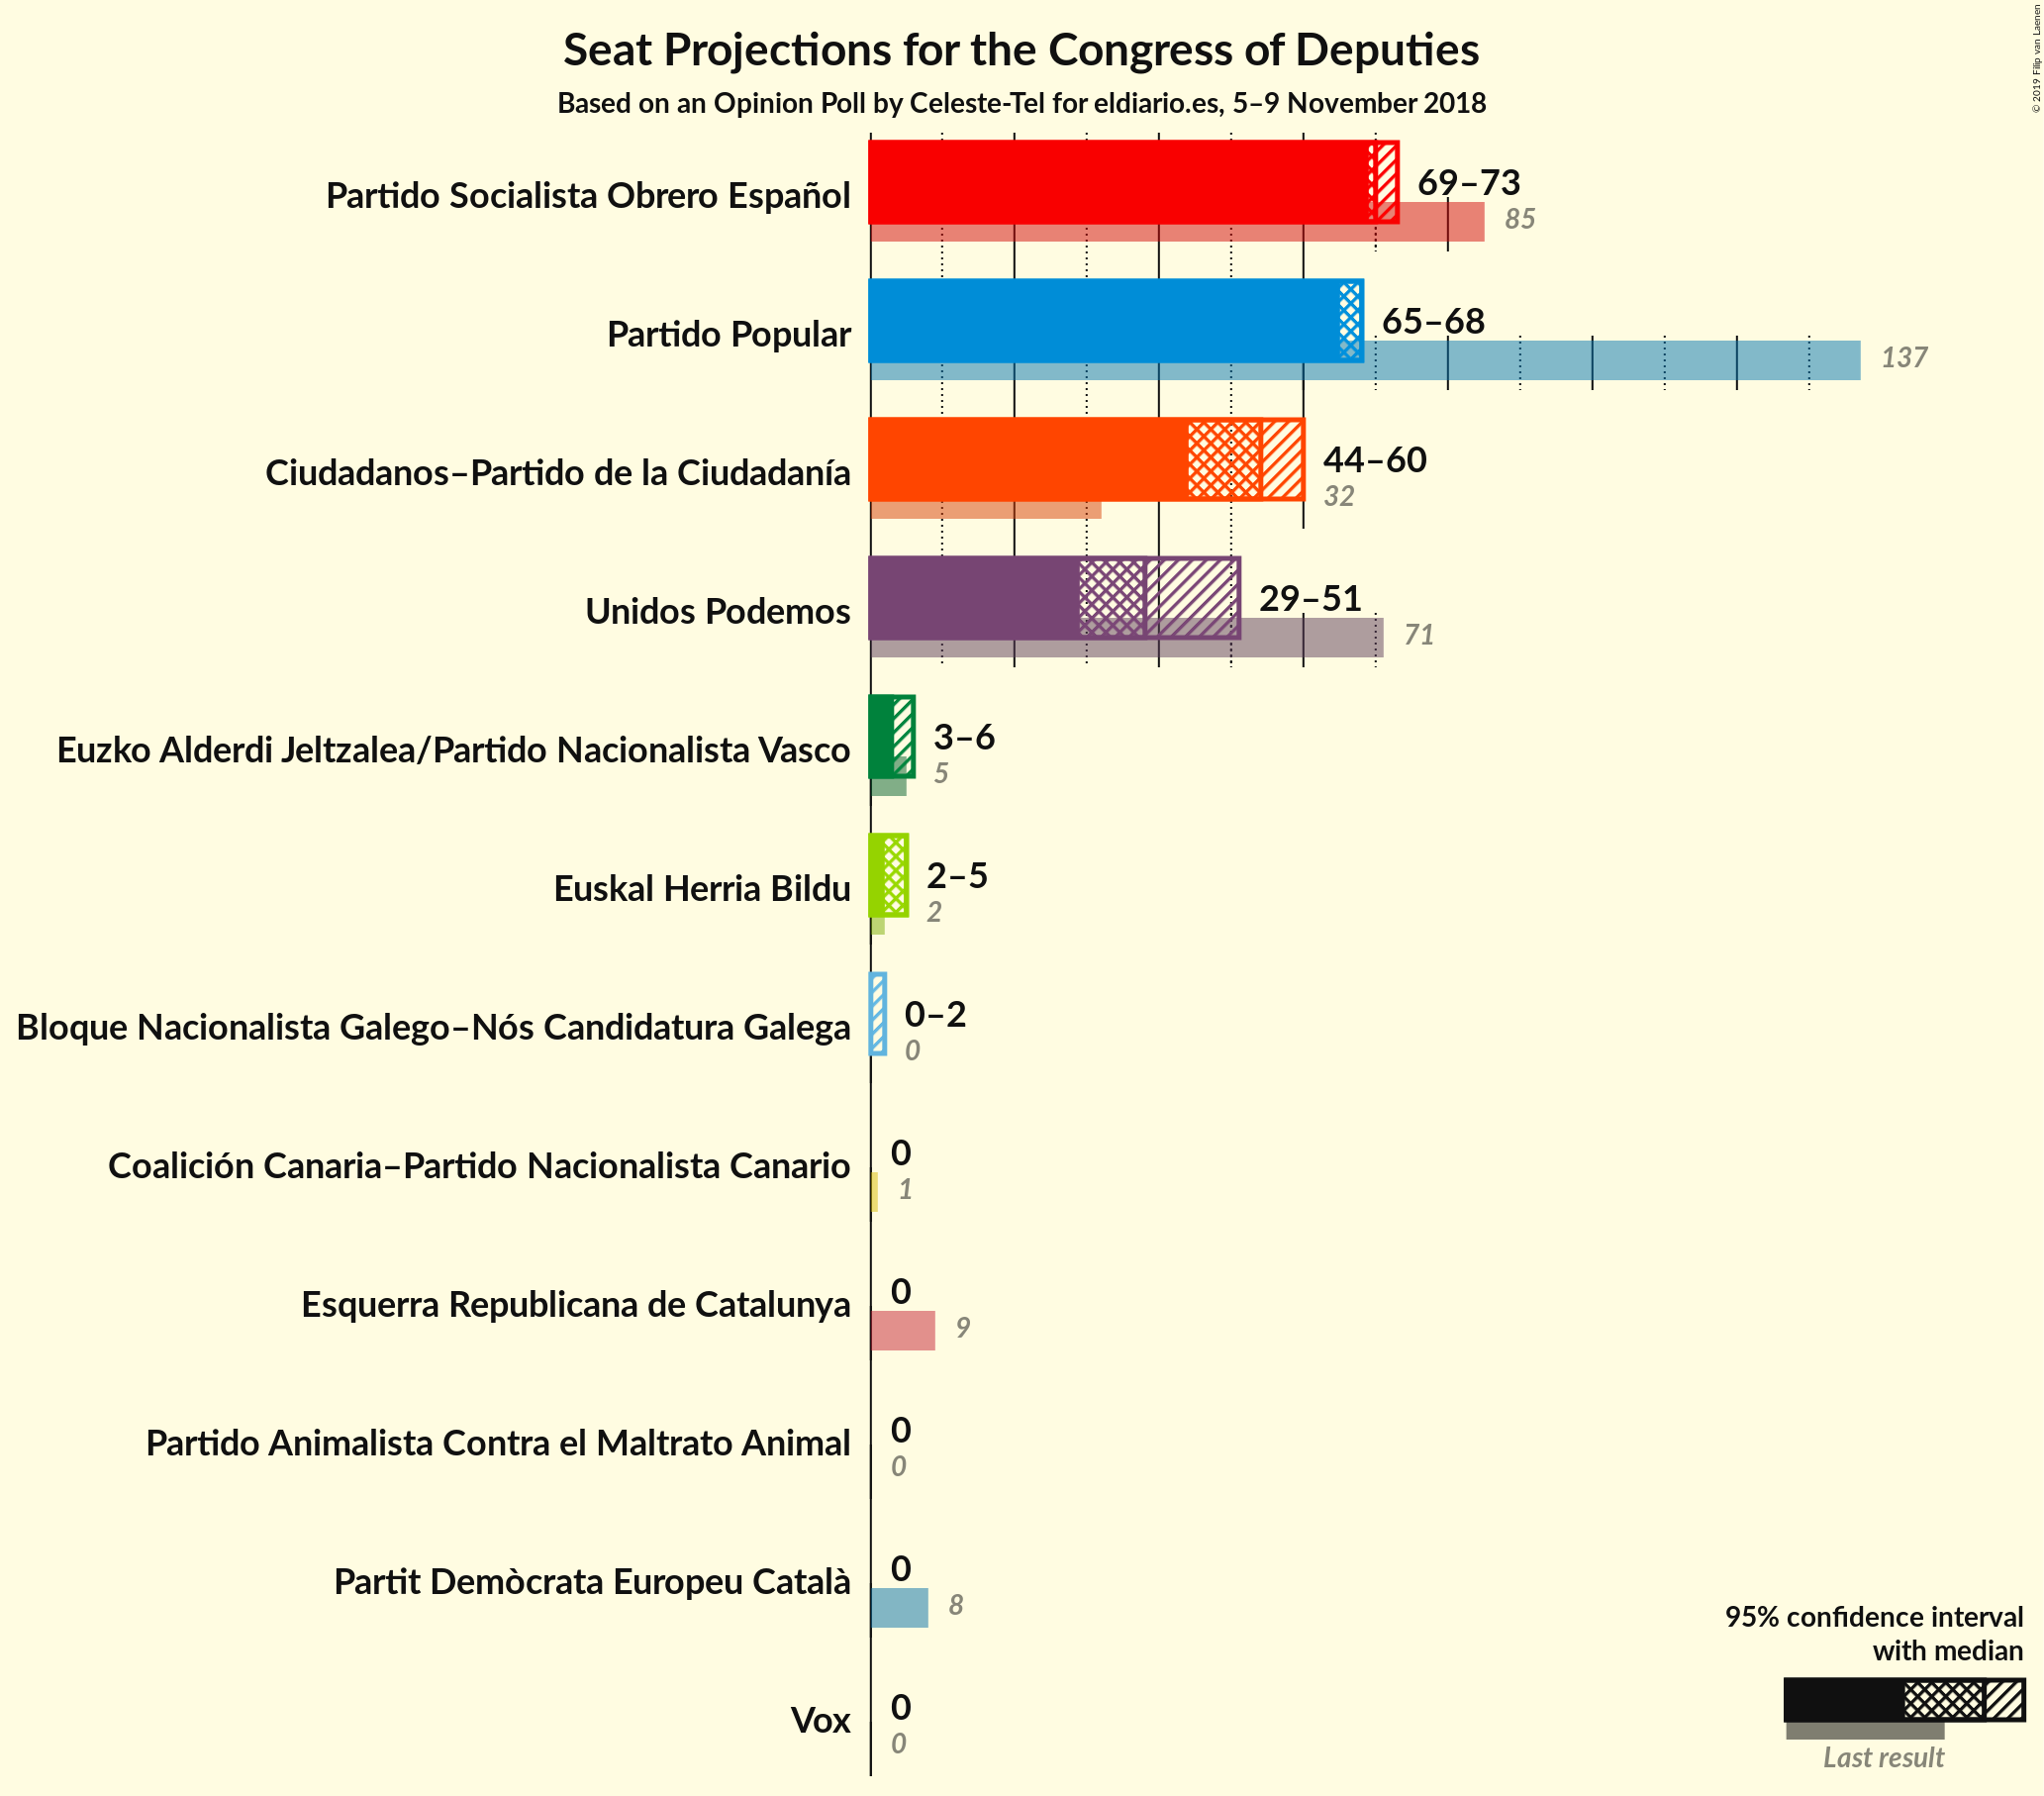 Seat Projections for the Congress of Deputies
Based on an Opinion Poll by Celeste-Tel for eldiario.es, 5–9 November 2018
© 2019 Filip van Laenen
Partido Socialista Obrero Español
69–73
85
Partido Popular
65–68
137
Ciudadanos–Partido de la Ciudadanía
44–60
32
Unidos Podemos
29–51
71
Euzko Alderdi Jeltzalea/Partido Nacionalista Vasco
3–6
5
Euskal Herria Bildu
2–5
2
Bloque Nacionalista Galego–Nós Candidatura Galega
0–2
0
Coalición Canaria–Partido Nacionalista Canario
0
1
Esquerra Republicana de Catalunya
0
9
Partido Animalista Contra el Maltrato Animal
0
0
Partit Demòcrata Europeu Català
0
8
Vox
0
0
95% confidence interval
with median
Last result